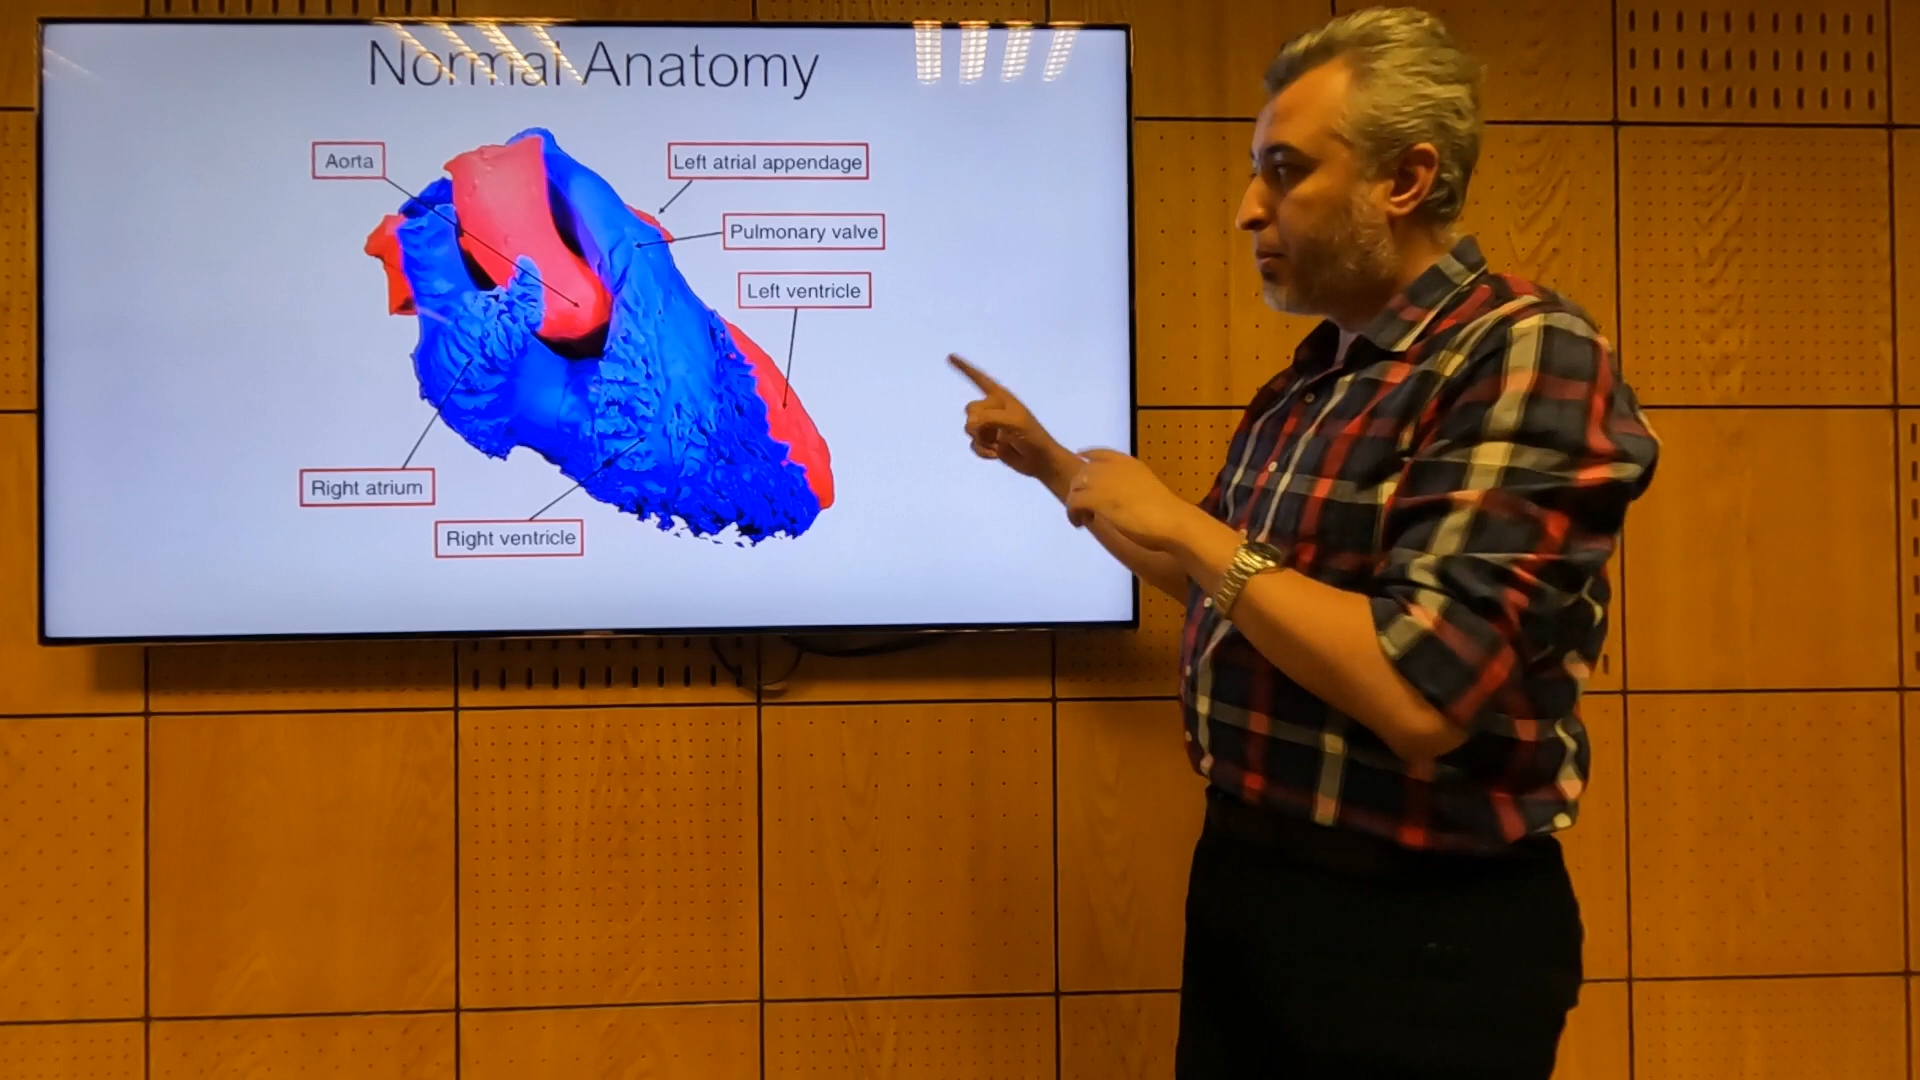 Normal Anatomy
Aorta
Left atrial appendage
Pulmonary valve
Left ventricle
Right atrium
Right ventricle